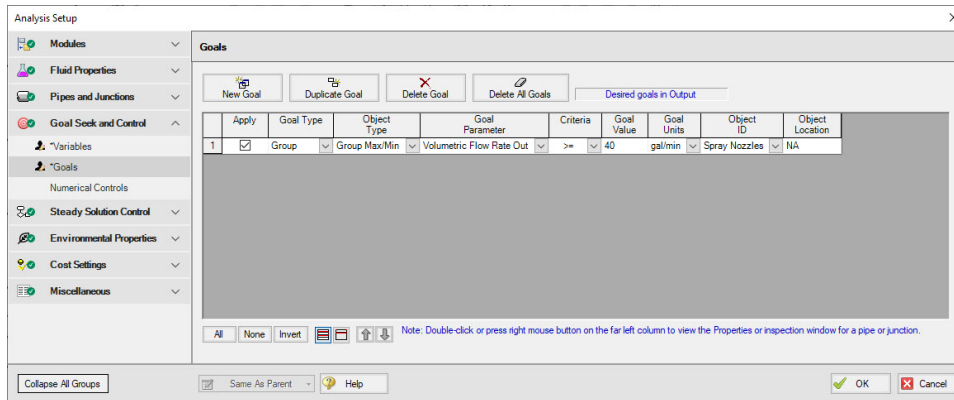 Analysis Setup
Modules
Fluid Properties
Pipes and Junctions
Goal Seek and Control
*Variables
*Goals
Numerical Controls
Steady Solution Control
Environmental Properties
Cost Settings
Miscellaneous
Goals
New Goal Duplicate Goal Delete Goal Delete All Goals Desired goals in Output
Apply Goal Type Object Type Goal Parameter Criteria Goal Value Goal Units Object ID Object Location
1 Group Group Max/Min Volumetric Flow Rate Out >= 40 gal/min Spray Nozzles NA
All None Invert Note: Double-click or press right mouse button on the far left column to view the Properties or inspection window for a pipe or junction.
Collapse All Groups Same As Parent Help OK Cancel